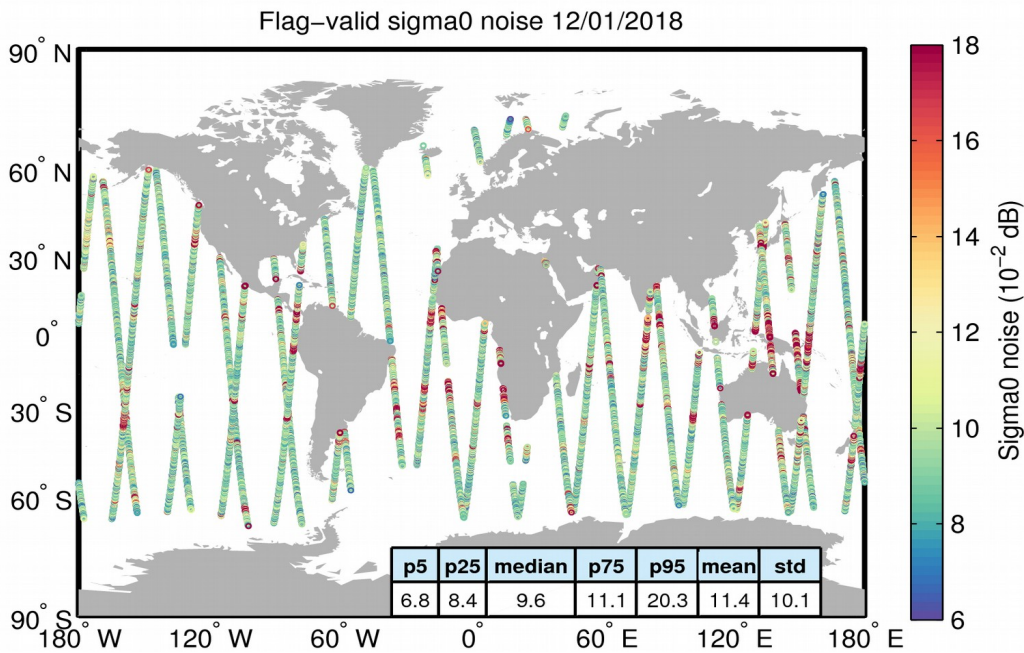 Flag−valid sigma0 noise 12/01/2018
90° N
60° N
30° N
0°
30° S
60° S
90° S
180° W
120° W
60° W
0°
60° E
120° E
180° E
p5 p25 median p75 p95 mean std
6.8 8.4 9.6 11.1 20.3 11.4 10.1
18
16
14
12
10
8
6
Sigma0 noise (10⁻² dB)